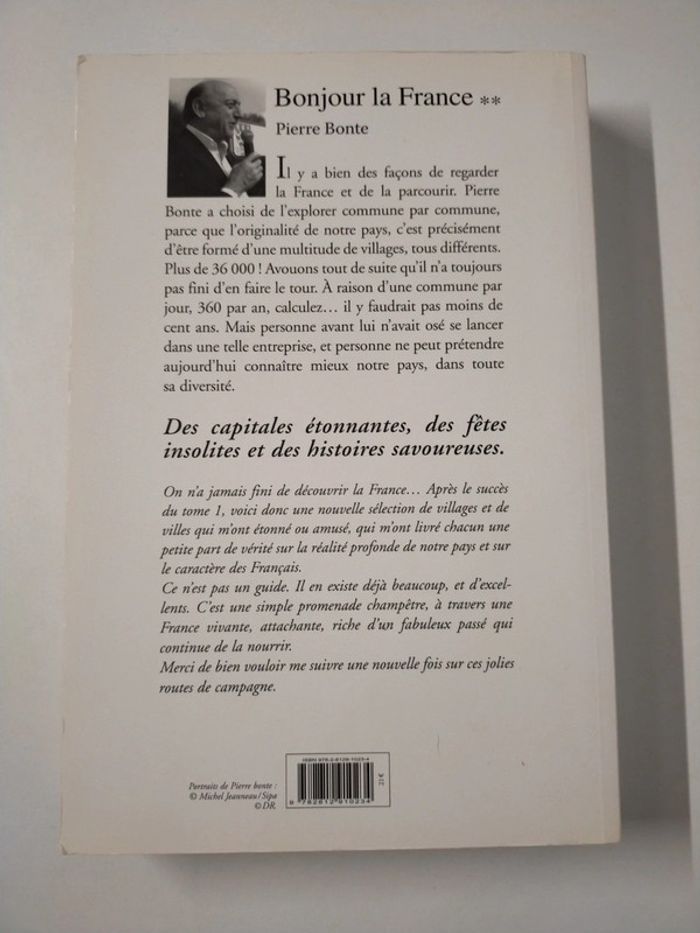 Bonjour la France **
Pierre Bonte
Il y a bien des façons de regarder
la France et de la parcourir. Pierre
Bonte a choisi de l'explorer commune par commune,
parce que l'originalité de notre pays, c'est précisément
d'être formé d'une multitude de villages, tous différents.
Plus de 36 000 ! Avouons tout de suite qu'il n'a toujours
pas fini d'en faire le tour. À raison d'une commune par
jour, 360 par an, calculez… il y faudrait pas moins de
cent ans. Mais personne avant lui n'avait osé se lancer
dans une telle entreprise, et personne ne peut prétendre
aujourd'hui connaître mieux notre pays, dans toute
sa diversité.
Des capitales étonnantes, des fêtes
insolites et des histoires savoureuses.
On n'a jamais fini de découvrir la France… Après le succès
du tome 1, voici donc une nouvelle sélection de villages et de
villes qui m'ont étonné ou amusé, qui m'ont livré chacun une
petite part de vérité sur la réalité profonde de notre pays et sur
le caractère des Français.
Ce n'est pas un guide. Il en existe déjà beaucoup, et d'excel-
lents. C'est une simple promenade champêtre, à travers une
France vivante, attachante, riche d'un fabuleux passé qui
continue de la nourrir.
Merci de bien vouloir me suivre une nouvelle fois sur ces jolies
routes de campagne.
Portraits de Pierre bonte :
© Michel Jeanneau/Sipa
© DR
ISBN 978-2-8129-1023-4
9 782812 910234
21 €